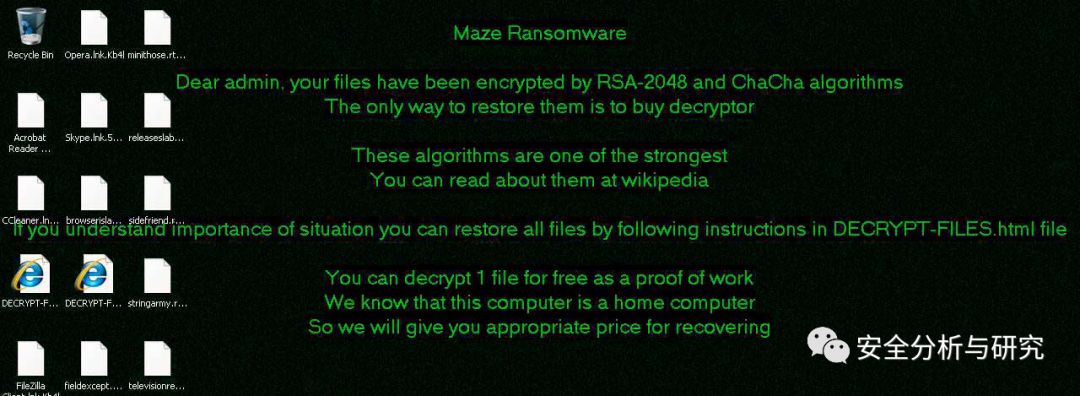 Recycle Bin
Opera.lnk.Kb4l
minithose.rt...
Acrobat
Reader ...
Skype.lnk.5...
releaseslab...
CCleaner.ln...
browserisla...
sidefriend.r...
DECRYPT-F...
DECRYPT-F...
stringarmy.r...
FileZilla
Client.lnk.Kb4l
fieldexcept....
televisionre...
Maze Ransomware
Dear admin, your files have been encrypted by RSA-2048 and ChaCha algorithms
The only way to restore them is to buy decryptor
These algorithms are one of the strongest
You can read about them at wikipedia
If you understand importance of situation you can restore all files by following instructions in DECRYPT-FILES.html file
You can decrypt 1 file for free as a proof of work
We know that this computer is a home computer
So we will give you appropriate price for recovering
安全分析与研究